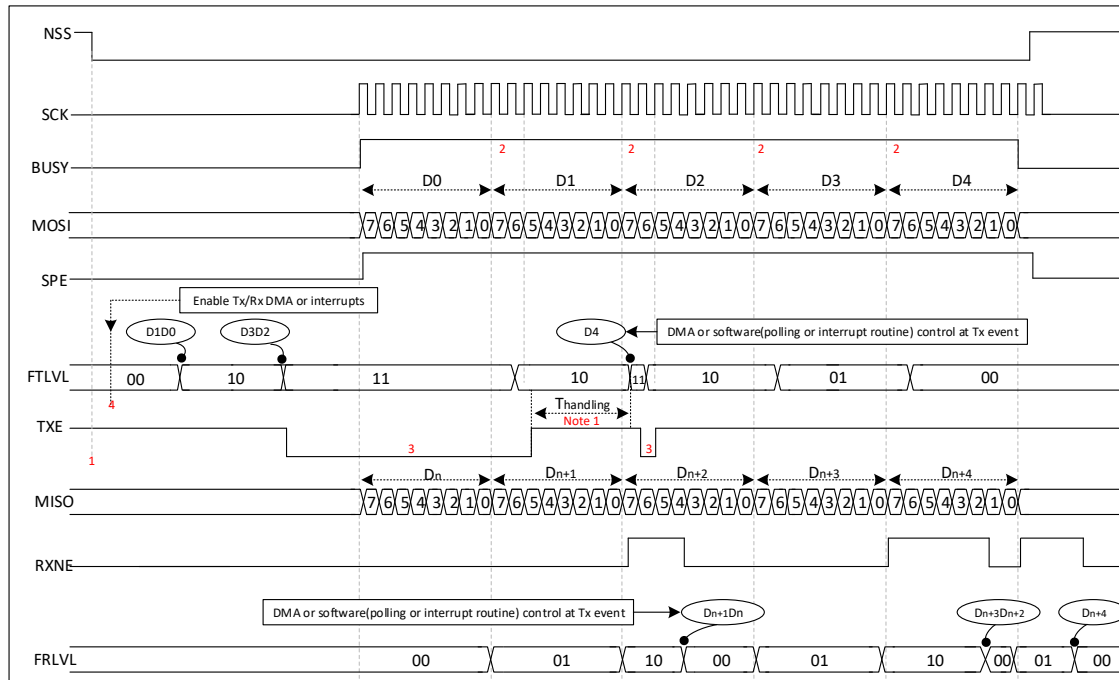 NSS
SCK
BUSY
2 2 2 2
D0 D1 D2 D3 D4
MOSI
7 6 5 4 3 2 1 0 7 6 5 4 3 2 1 0 7 6 5 4 3 2 1 0 7 6 5 4 3 2 1 0 7 6 5 4 3 2 1 0
SPE
Enable Tx/Rx DMA or interrupts
D1D0 D3D2 D4 DMA or software(polling or interrupt routine) control at Tx event
FTLVL
00 10 11 10 11 10 01 00
4
Thandling
Note 1
TXE
3 3
1
Dn Dn+1 Dn+2 Dn+3 Dn+4
MISO
7 6 5 4 3 2 1 0 7 6 5 4 3 2 1 0 7 6 5 4 3 2 1 0 7 6 5 4 3 2 1 0 7 6 5 4 3 2 1 0
RXNE
DMA or software(polling or interrupt routine) control at Tx event Dn+1Dn Dn+3Dn+2 Dn+4
FRLVL
00 01 10 00 01 10 00 01 00